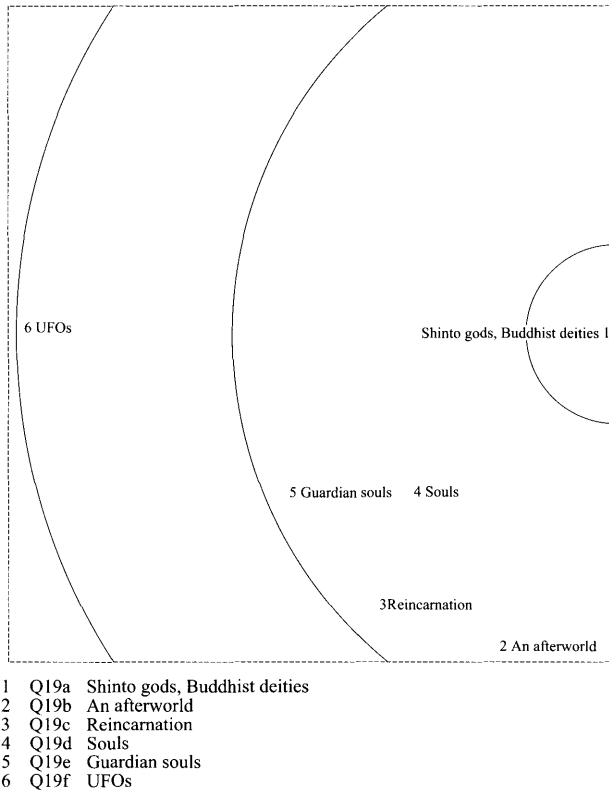 6 UFOs
Shinto gods, Buddhist deities 1
5 Guardian souls 4 Souls
3Reincarnation
2 An afterworld
1 Q19a Shinto gods, Buddhist deities
2 Q19b An afterworld
3 Q19c Reincarnation
4 Q19d Souls
5 Q19e Guardian souls
6 Q19f UFOs